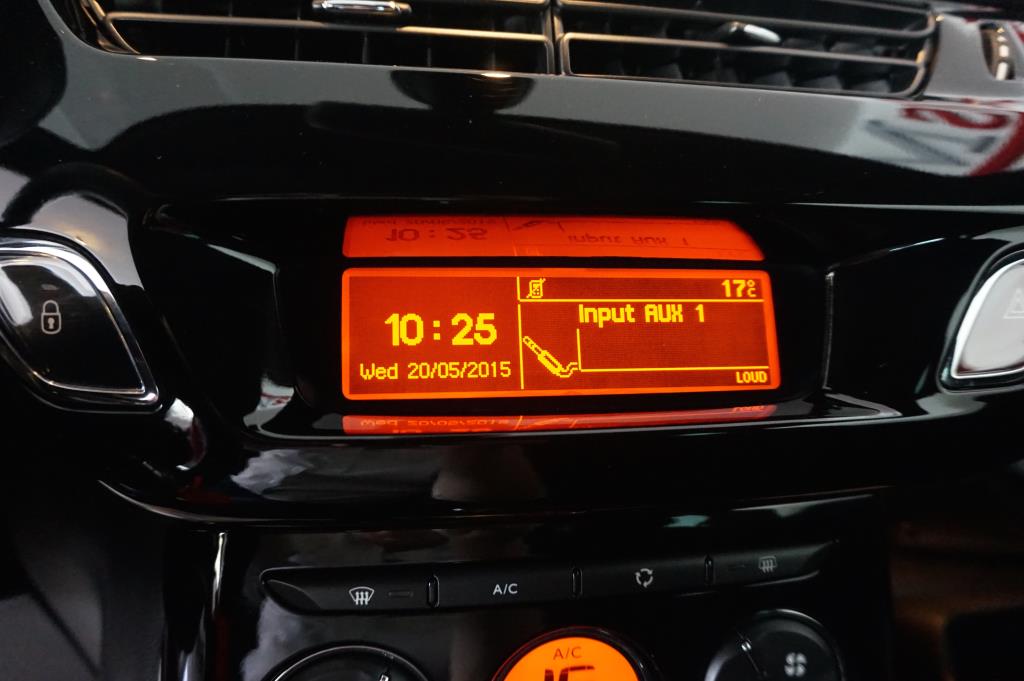 17°C
10:25
Input AUX 1
Wed 20/05/2015
LOUD
A/C
A/C